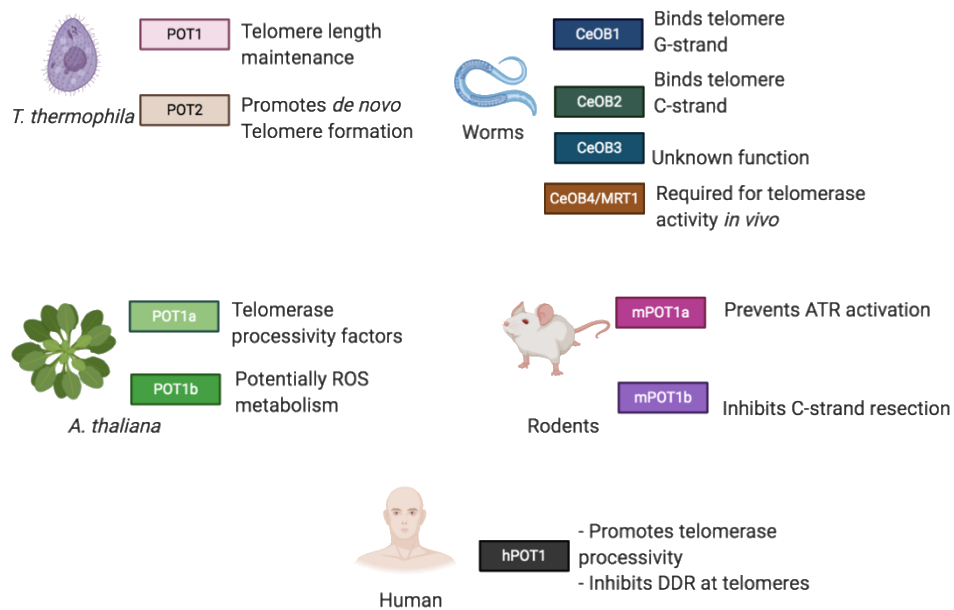 POT1
Telomere length
maintenance
POT2
Promotes de novo
Telomere formation
T. thermophila
CeOB1
Binds telomere
G-strand
CeOB2
Binds telomere
C-strand
Worms
CeOB3
Unknown function
CeOB4/MRT1
Required for telomerase
activity in vivo
POT1a
Telomerase
processivity factors
POT1b
Potentially ROS
metabolism
A. thaliana
mPOT1a
Prevents ATR activation
mPOT1b
Inhibits C-strand resection
Rodents
hPOT1
- Promotes telomerase
processivity
- Inhibits DDR at telomeres
Human